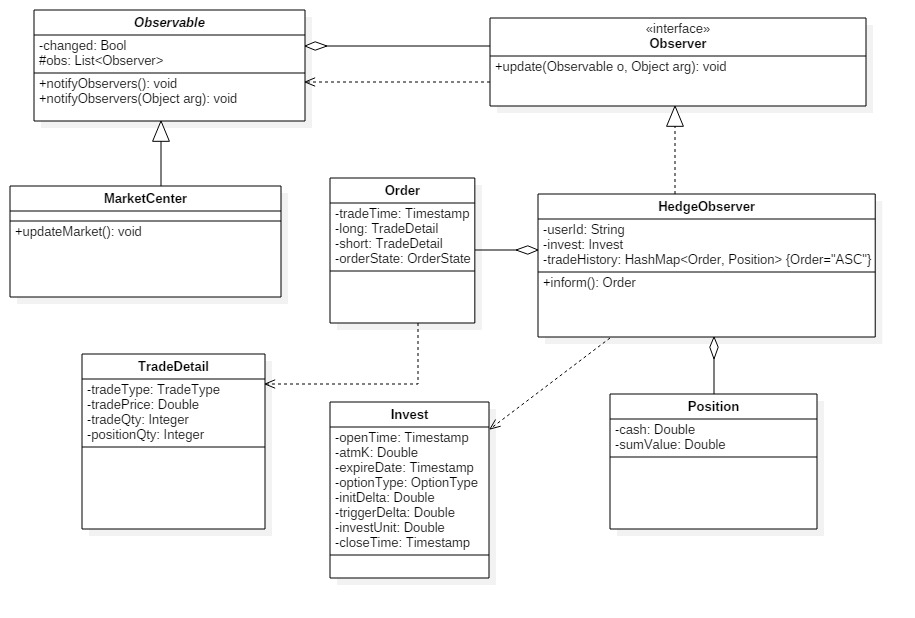 Observable
-changed: Bool
#obs: List<Observer>
+notifyObservers(): void
+notifyObservers(Object arg): void
«interface»
Observer
+update(Observable o, Object arg): void
MarketCenter
+updateMarket(): void
Order
-tradeTime: Timestamp
-long: TradeDetail
-short: TradeDetail
-orderState: OrderState
HedgeObserver
-userId: String
-invest: Invest
-tradeHistory: HashMap<Order, Position> {Order="ASC"}
+inform(): Order
TradeDetail
-tradeType: TradeType
-tradePrice: Double
-tradeQty: Integer
-positionQty: Integer
Invest
-openTime: Timestamp
-atmK: Double
-expireDate: Timestamp
-optionType: OptionType
-initDelta: Double
-triggerDelta: Double
-investUnit: Double
-closeTime: Timestamp
Position
-cash: Double
-sumValue: Double